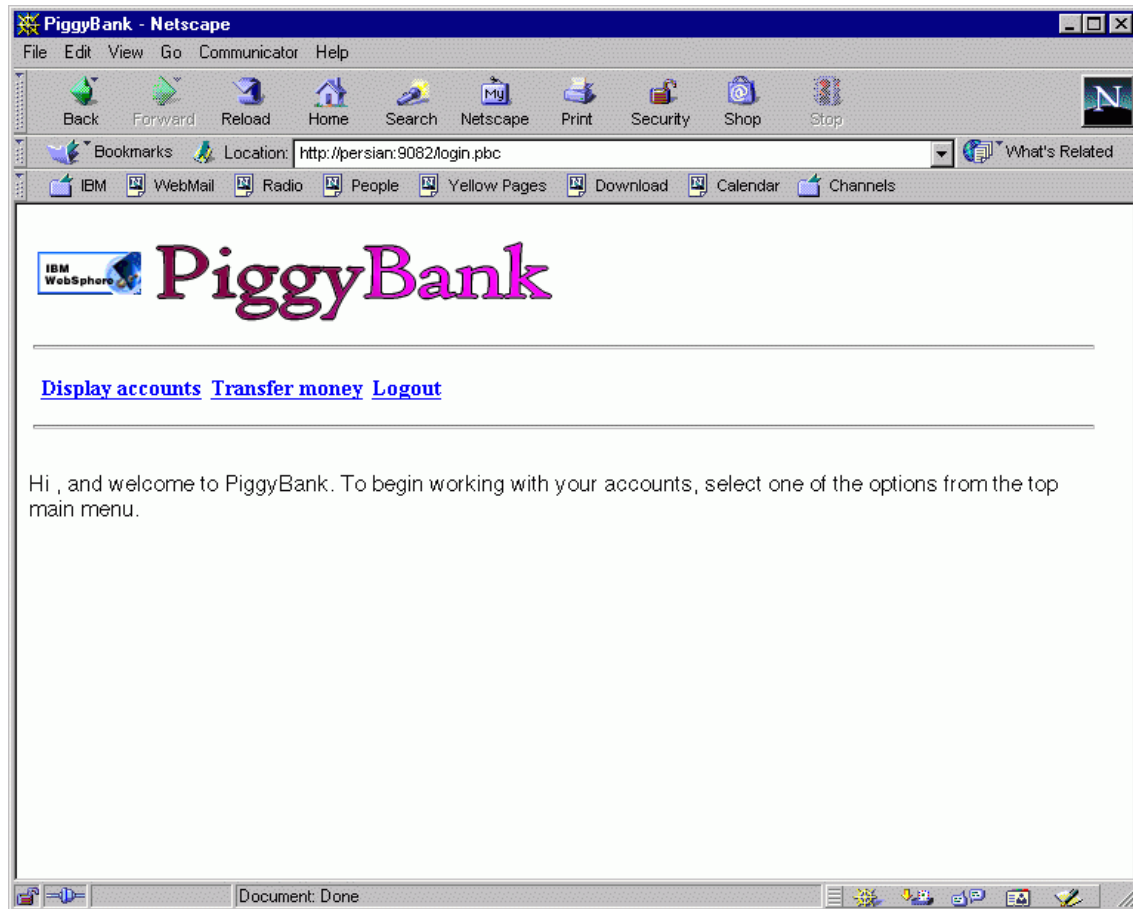 PiggyBank - Netscape
File Edit View Go Communicator Help
My
N
Back Forward Reload Home Search Netscape Print Security Shop Stop
Bookmarks Location: http://persian:9082/login.pbc What's Related
IBM WebMail Radio People Yellow Pages Download Calendar Channels
IBM
WebSphere
PiggyBank
Display accounts Transfer money Logout
Hi , and welcome to PiggyBank. To begin working with your accounts, select one of the options from the top
main menu.
Document: Done